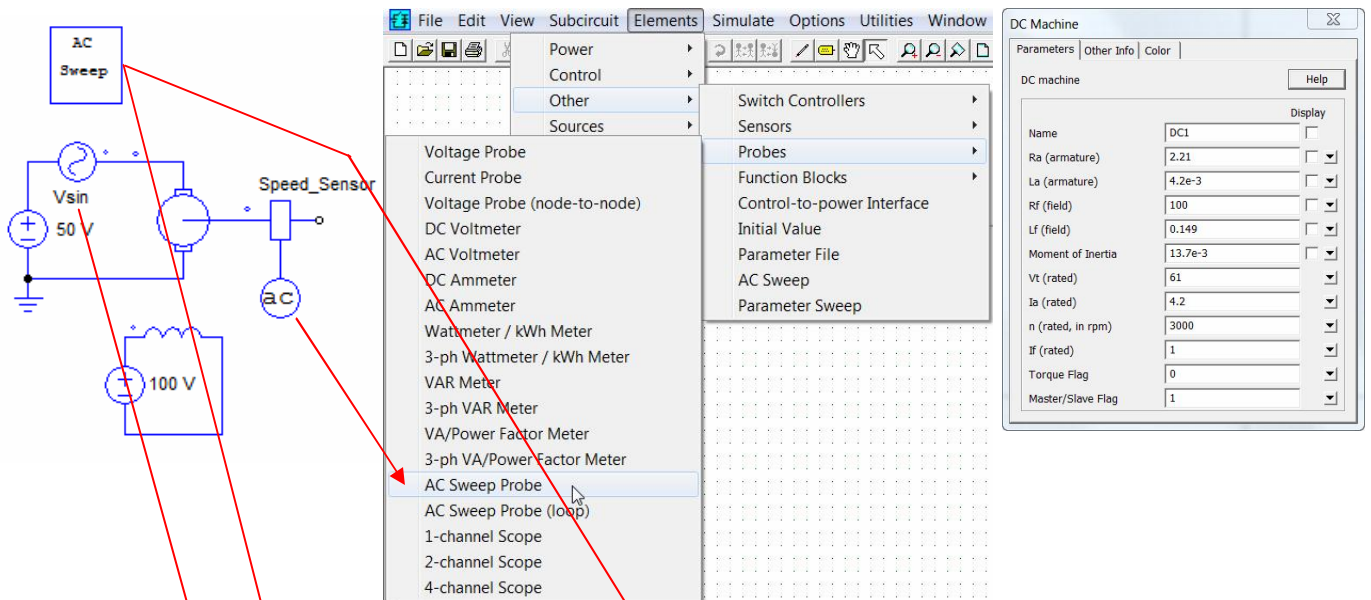 AC
Sweep
Vsin
50 V
Speed_Sensor
ac
100 V
File Edit View Subcircuit Elements Simulate Options Utilities Window
Power
Control
Other
Sources
Switch Controllers
Sensors
Probes
Function Blocks
Control-to-power Interface
Initial Value
Parameter File
AC Sweep
Parameter Sweep
Voltage Probe
Current Probe
Voltage Probe (node-to-node)
DC Voltmeter
AC Voltmeter
DC Ammeter
AC Ammeter
Wattmeter / kWh Meter
3-ph Wattmeter / kWh Meter
VAR Meter
3-ph VAR Meter
VA/Power Factor Meter
3-ph VA/Power Factor Meter
AC Sweep Probe
AC Sweep Probe (loop)
1-channel Scope
2-channel Scope
4-channel Scope
DC Machine
Parameters Other Info Color
DC machine Help
Display
Name DC1
Ra (armature) 2.21
La (armature) 4.2e-3
Rf (field) 100
Lf (field) 0.149
Moment of Inertia 13.7e-3
Vt (rated) 61
Ia (rated) 4.2
n (rated, in rpm) 3000
If (rated) 1
Torque Flag 0
Master/Slave Flag 1